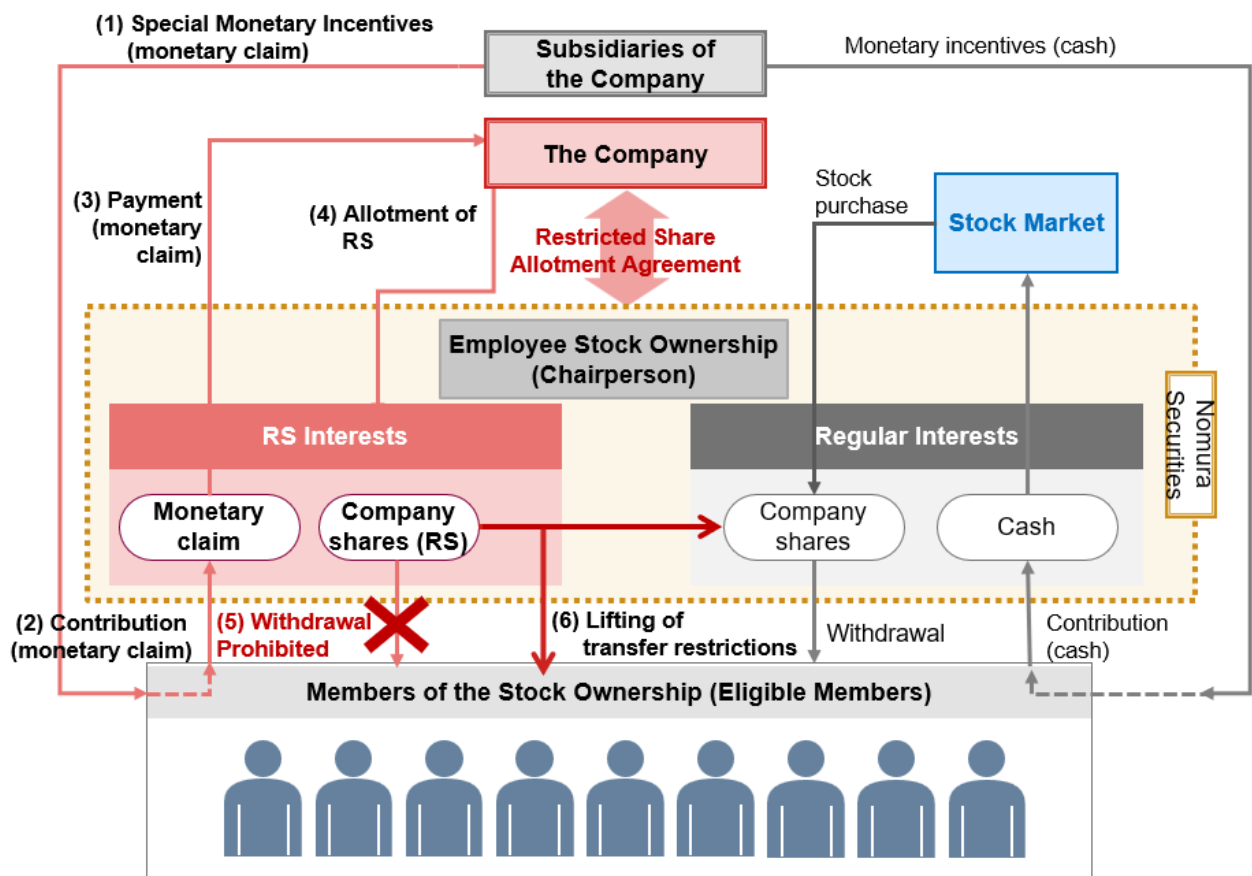 (1) Special Monetary Incentives
(monetary claim)
Subsidiaries of
the Company
Monetary incentives (cash)
The Company
(3) Payment
(monetary
claim)
(4) Allotment of
RS
Restricted Share
Allotment Agreement
Stock
purchase
Stock Market
Employee Stock Ownership
(Chairperson)
Nomura
Securities
RS Interests
Regular Interests
Monetary
claim
Company
shares (RS)
Company
shares
Cash
(2) Contribution
(monetary claim)
(5) Withdrawal
Prohibited
(6) Lifting of
transfer restrictions
Withdrawal
Contribution
(cash)
Members of the Stock Ownership (Eligible Members)